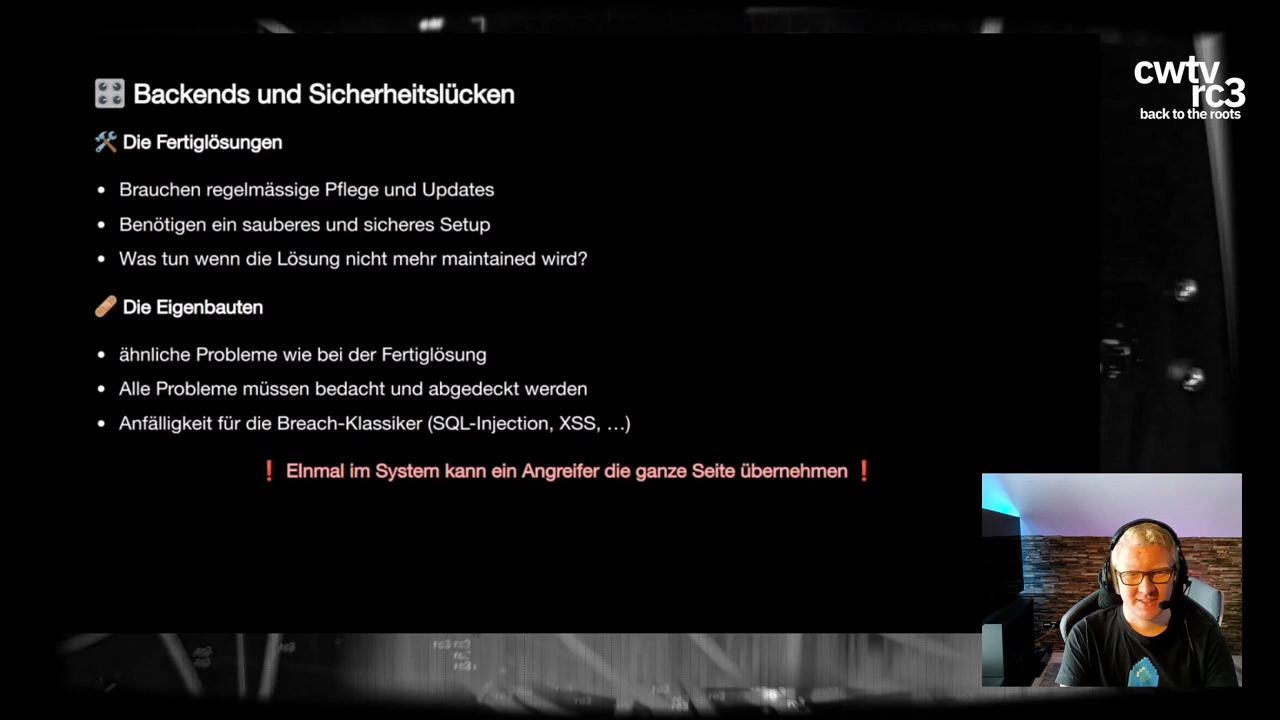 cwtv
rc3
back to the roots
Backends und Sicherheitslücken
Die Fertiglösungen
• Brauchen regelmässige Pflege und Updates
• Benötigen ein sauberes und sicheres Setup
• Was tun wenn die Lösung nicht mehr maintained wird?
Die Eigenbauten
• ähnliche Probleme wie bei der Fertiglösung
• Alle Probleme müssen bedacht und abgedeckt werden
• Anfälligkeit für die Breach-Klassiker (SQL-Injection, XSS, …)
❗ EInmal im System kann ein Angreifer die ganze Seite übernehmen ❗